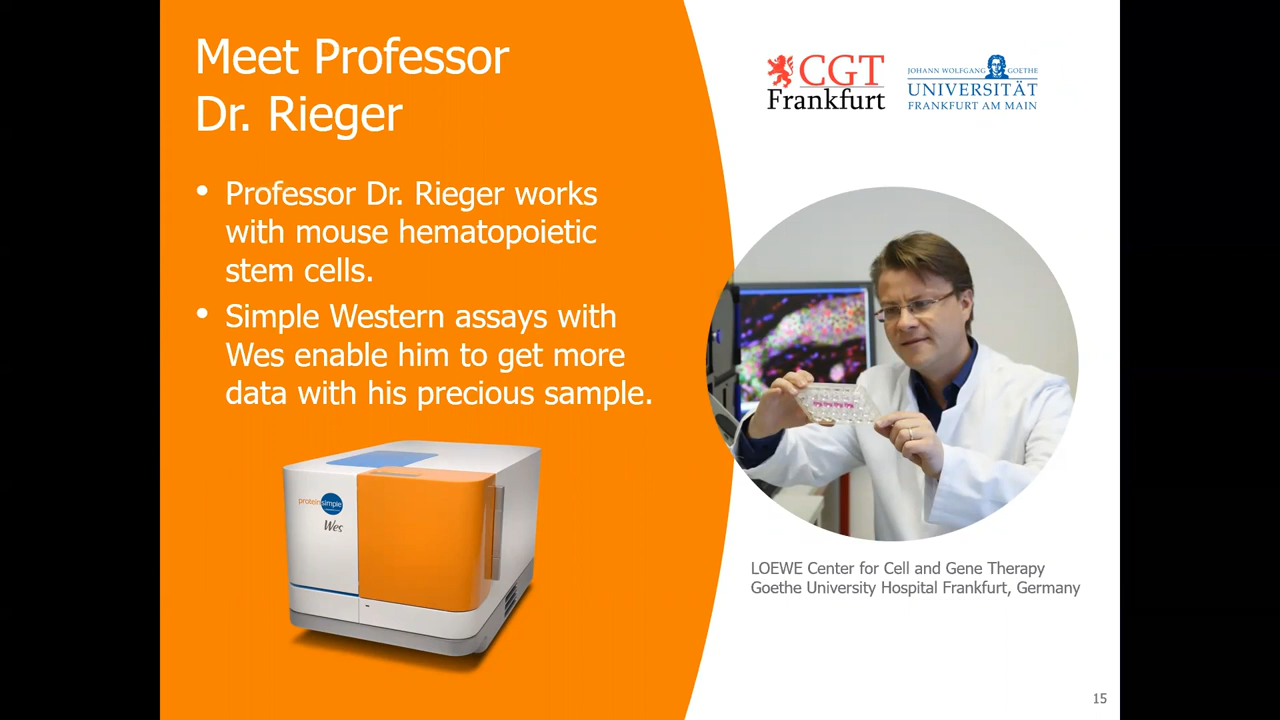 Meet Professor
Dr. Rieger
• Professor Dr. Rieger works
with mouse hematopoietic
stem cells.
• Simple Western assays with
Wes enable him to get more
data with his precious sample.
proteinsimple
Wes
CGT
Frankfurt
JOHANN WOLFGANG GOETHE
UNIVERSITÄT
FRANKFURT AM MAIN
LOEWE Center for Cell and Gene Therapy
Goethe University Hospital Frankfurt, Germany
15